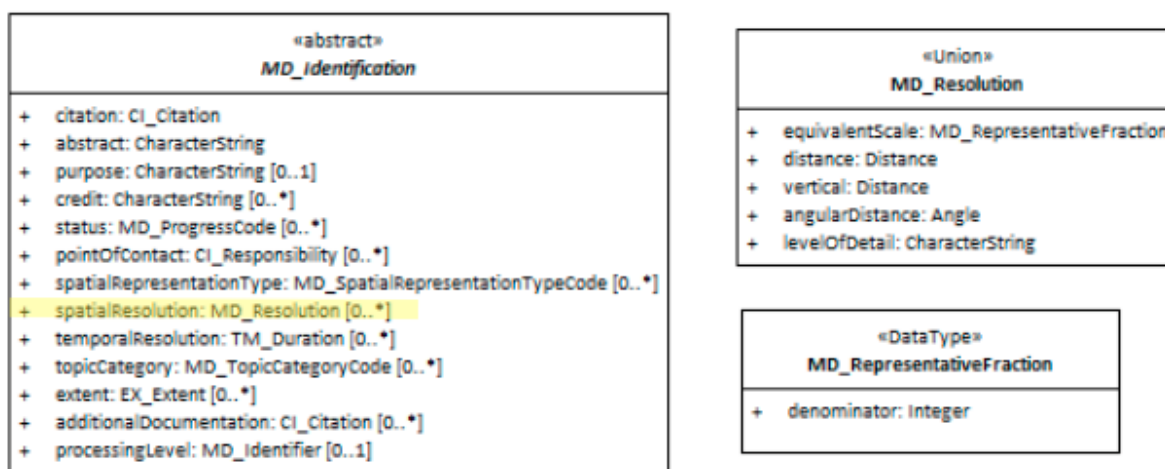 «abstract»
MD_Identification
+ citation: CI_Citation
+ abstract: CharacterString
+ purpose: CharacterString [0..1]
+ credit: CharacterString [0..*]
+ status: MD_ProgressCode [0..*]
+ pointOfContact: CI_Responsibility [0..*]
+ spatialRepresentationType: MD_SpatialRepresentationTypeCode [0..*]
+ spatialResolution: MD_Resolution [0..*]
+ temporalResolution: TM_Duration [0..*]
+ topicCategory: MD_TopicCategoryCode [0..*]
+ extent: EX_Extent [0..*]
+ additionalDocumentation: CI_Citation [0..*]
+ processingLevel: MD_Identifier [0..1]
«Union»
MD_Resolution
+ equivalentScale: MD_RepresentativeFraction
+ distance: Distance
+ vertical: Distance
+ angularDistance: Angle
+ levelOfDetail: CharacterString
«DataType»
MD_RepresentativeFraction
+ denominator: Integer